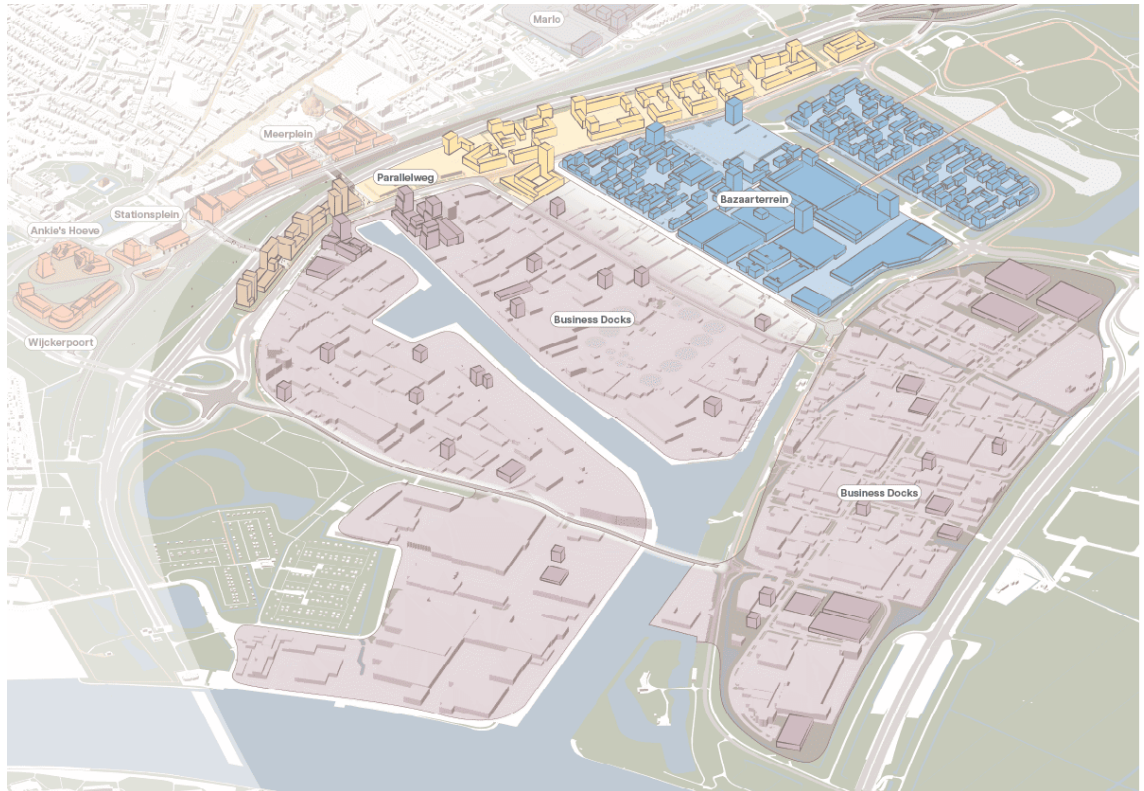 Marlo
Meerplein
Parallelweg
Bazaarterrein
Stationsplein
Ankie's Hoeve
Business Docks
Wijckerpoort
Business Docks